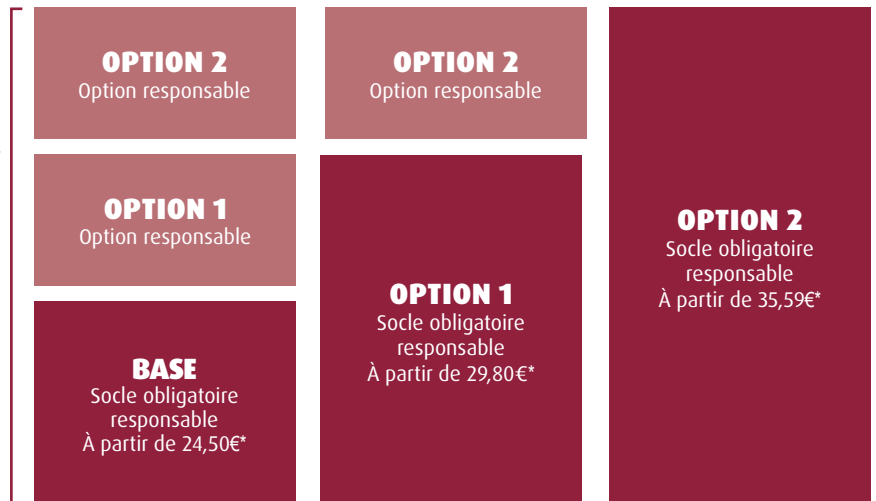 OPTION 2
Option responsable
OPTION 1
Option responsable
BASE
Socle obligatoire
responsable
À partir de 24,50€*
OPTION 2
Option responsable
OPTION 1
Socle obligatoire
responsable
À partir de 29,80€*
OPTION 2
Socle obligatoire
responsable
À partir de 35,59€*